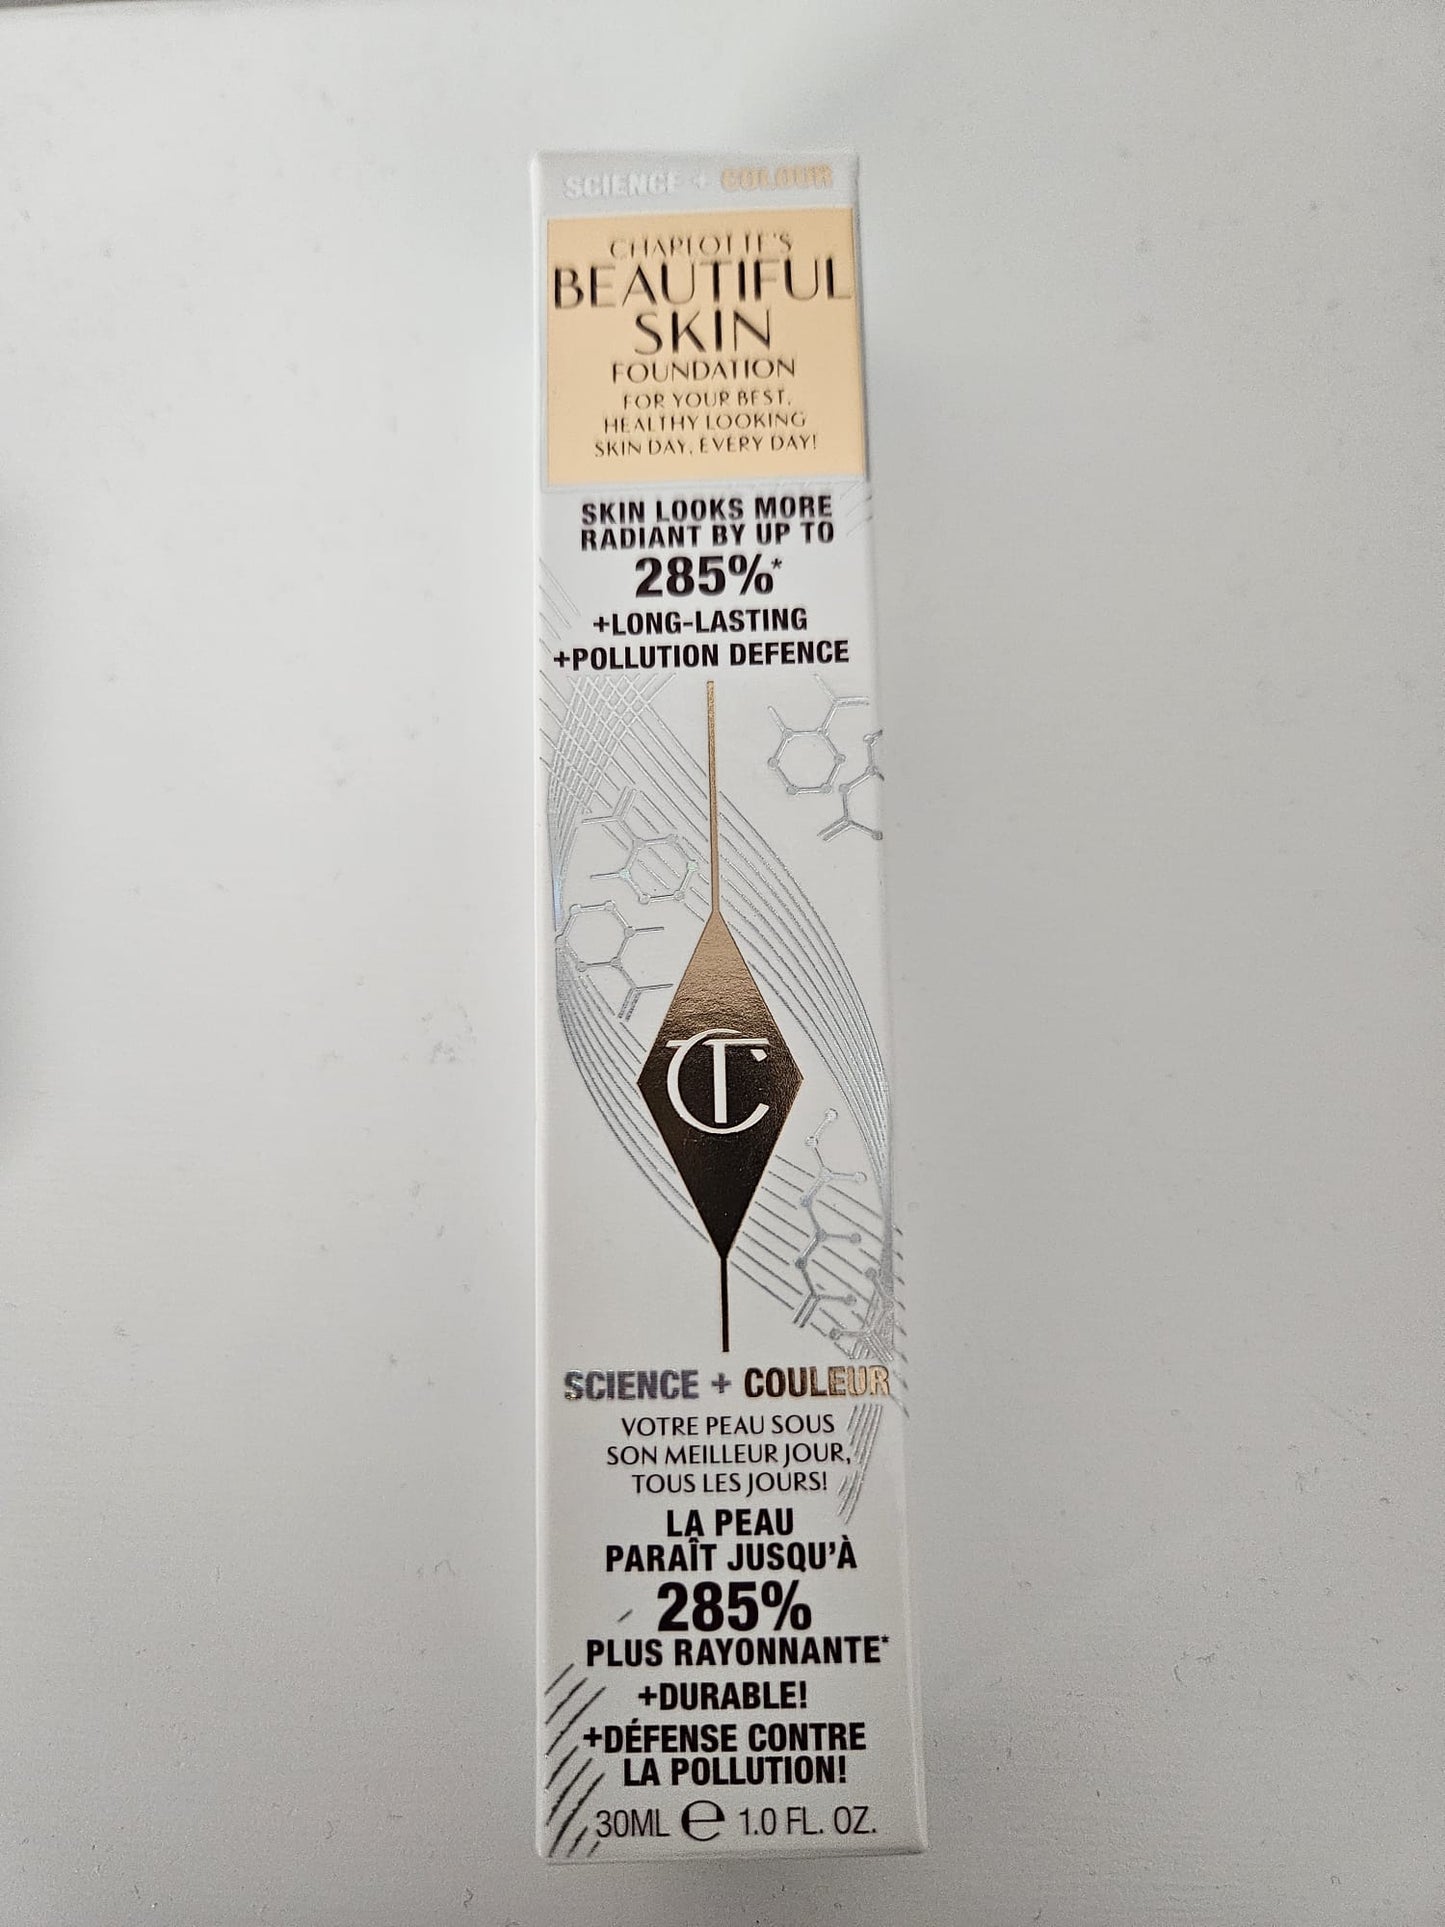 SCIENCE + COLOUR
CHARLOTTE'S
BEAUTIFUL
SKIN
FOUNDATION
FOR YOUR BEST,
HEALTHY LOOKING
SKIN DAY, EVERY DAY!
SKIN LOOKS MORE
RADIANT BY UP TO
285%*
+LONG-LASTING
+POLLUTION DEFENCE
CT
SCIENCE + COULEUR
VOTRE PEAU SOUS
SON MEILLEUR JOUR,
TOUS LES JOURS!
LA PEAU
PARAÎT JUSQU'À
285%
PLUS RAYONNANTE*
+DURABLE!
+DÉFENSE CONTRE
LA POLLUTION!
30ML ℮ 1.0 FL. OZ.